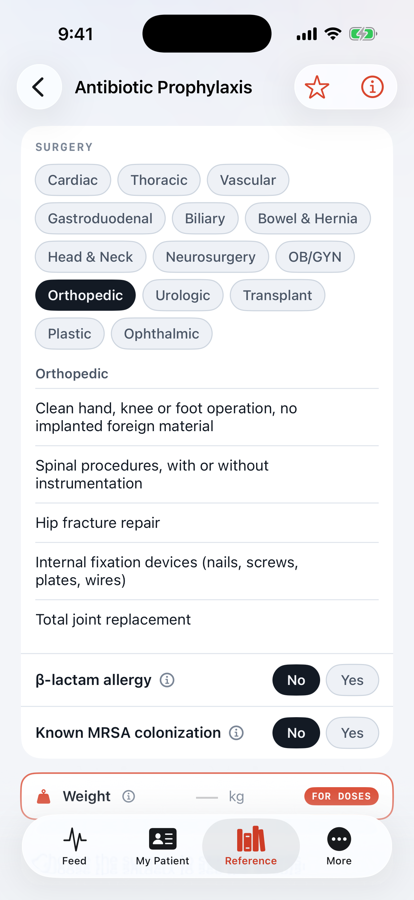 9:41
Antibiotic Prophylaxis
SURGERY
Cardiac Thoracic Vascular
Gastroduodenal Biliary Bowel & Hernia
Head & Neck Neurosurgery OB/GYN
Orthopedic Urologic Transplant
Plastic Ophthalmic
Orthopedic
Clean hand, knee or foot operation, no
implanted foreign material
Spinal procedures, with or without
instrumentation
Hip fracture repair
Internal fixation devices (nails, screws,
plates, wires)
Total joint replacement
β-lactam allergy No Yes
Known MRSA colonization No Yes
Weight — kg FOR DOSES
Feed My Patient Reference More